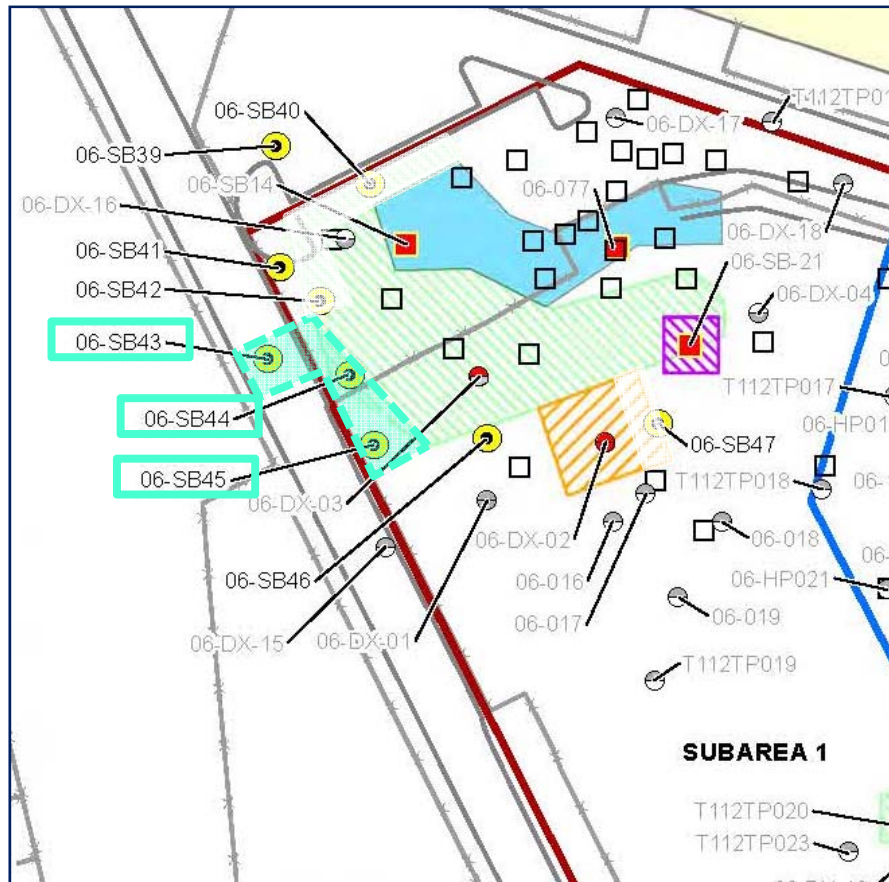 T112TP01
06-SB40
06-DX-17
06-SB39
06-SB14
06-077
06-DX-16
06-DX-18
06-SB41
06-SB-21
06-SB42
06-DX-04
06-SB43
T112TP017
06-SB44
06-HP01
06-SB47
06-SB45
T112TP018
06-DX-03
06-DX-02
06-018
06-SB46
06-016
06-HP021
06-017
06-019
06-DX-15
06-DX-01
T112TP019
SUBAREA 1
T112TP020
T112TP023